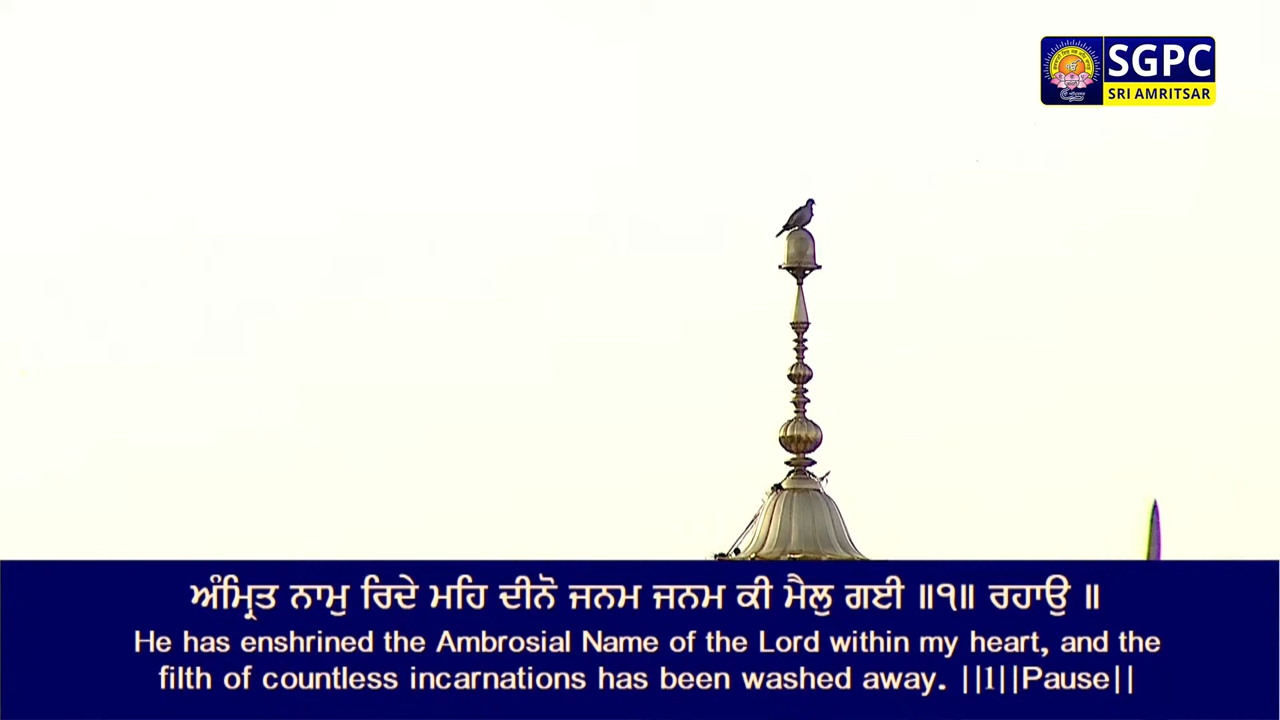 SGPC
SRI AMRITSAR
ਅੰਮ੍ਰਿਤ ਨਾਮੁ ਰਿਦੇ ਮਹਿ ਦੀਨੋ ਜਨਮ ਜਨਮ ਕੀ ਮੈਲੁ ਗਈ ॥੧॥ ਰਹਾਉ ॥
He has enshrined the Ambrosial Name of the Lord within my heart, and the
filth of countless incarnations has been washed away. ||1||Pause||